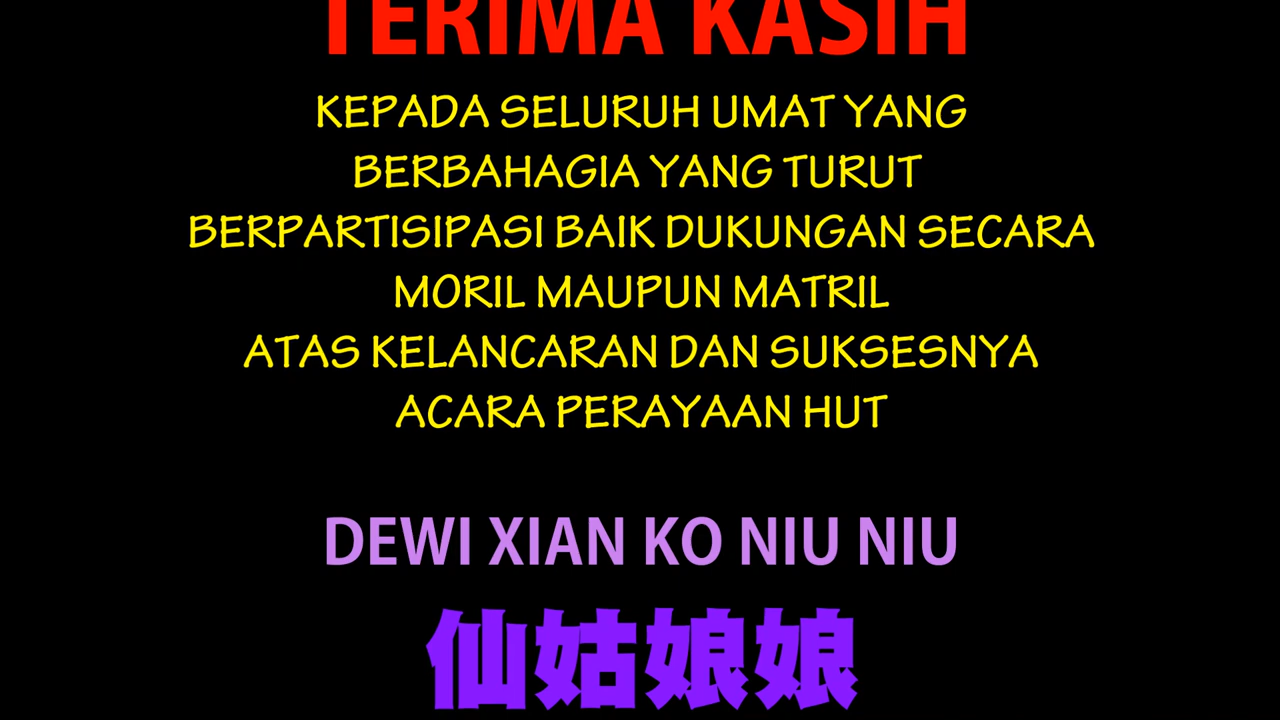 TERIMA KASIH
KEPADA SELURUH UMAT YANG
BERBAHAGIA YANG TURUT
BERPARTISIPASI BAIK DUKUNGAN SECARA
MORIL MAUPUN MATRIL
ATAS KELANCARAN DAN SUKSESNYA
ACARA PERAYAAN HUT
DEWI XIAN KO NIU NIU
仙姑娘娘